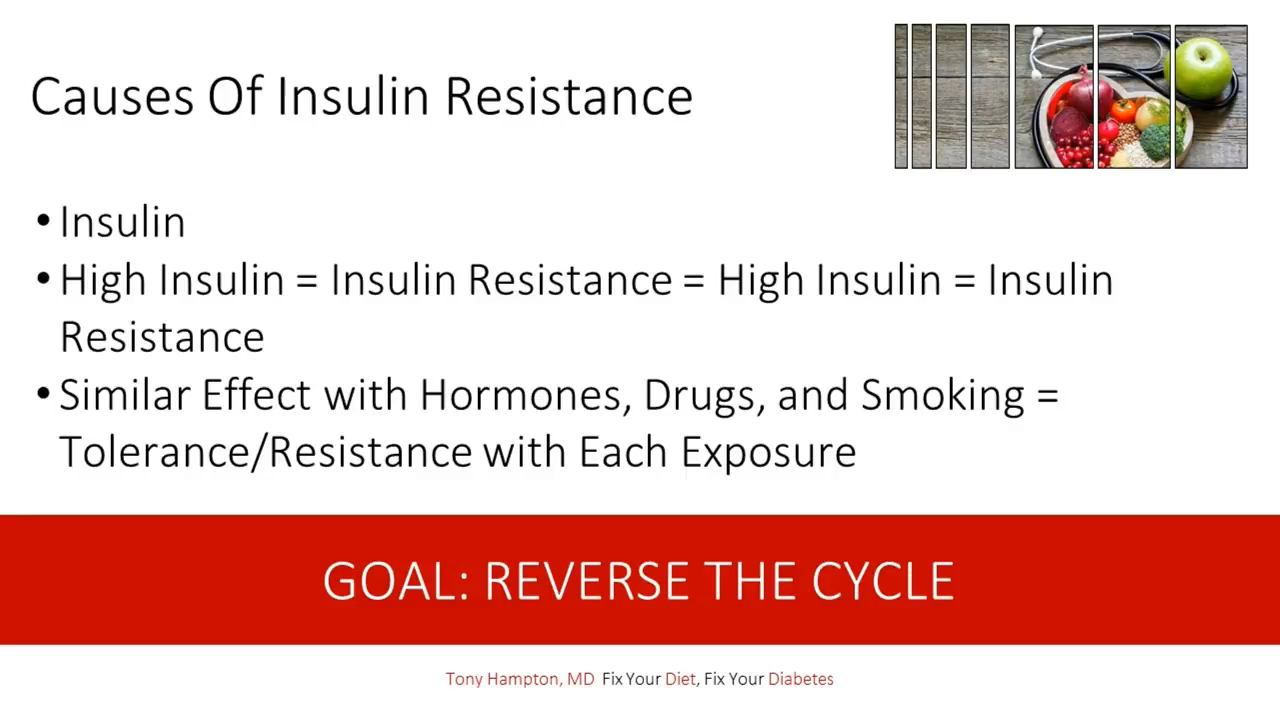 Causes Of Insulin Resistance
• Insulin
• High Insulin = Insulin Resistance = High Insulin = Insulin
Resistance
• Similar Effect with Hormones, Drugs, and Smoking =
Tolerance/Resistance with Each Exposure
GOAL: REVERSE THE CYCLE
Tony Hampton, MD Fix Your Diet, Fix Your Diabetes